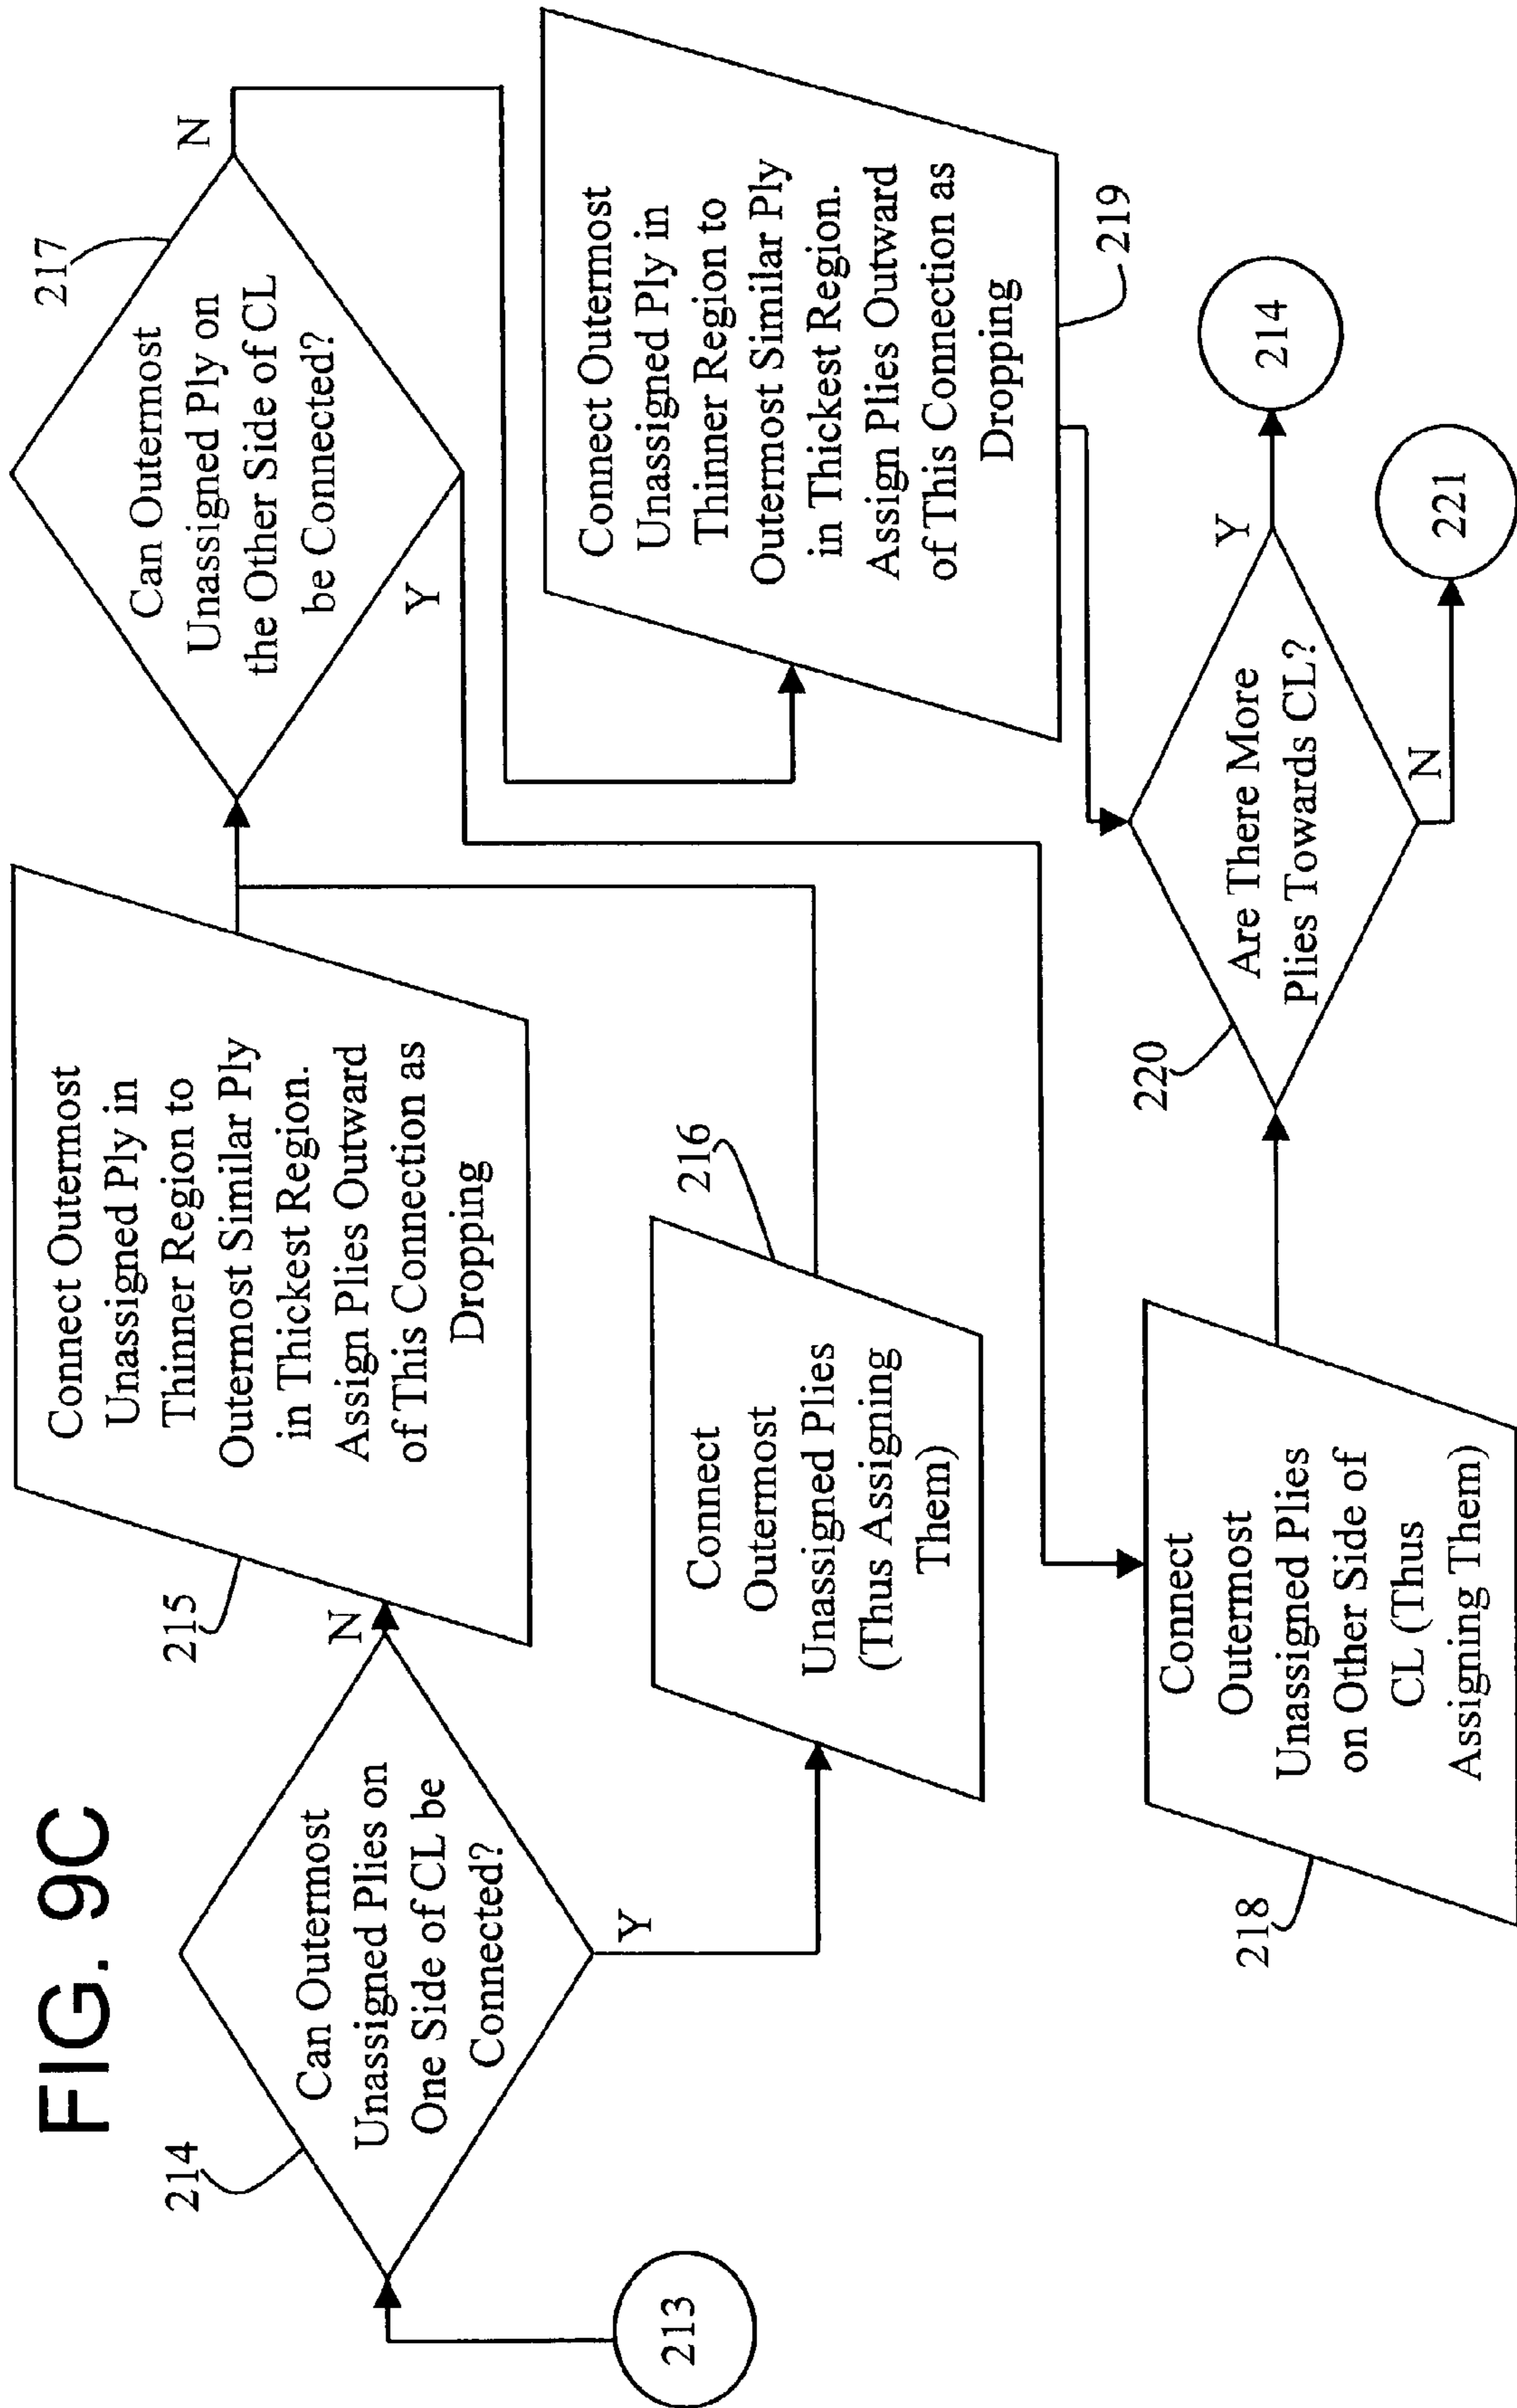 FIG. 9C
213
214
Can Outermost
Unassigned Plies on
One Side of CL be
Connected?
N
Y
215
Connect Outermost
Unassigned Ply in
Thinner Region to
Outermost Similar Ply
in Thickest Region.
Assign Plies Outward
of This Connection as
Dropping
216
Connect
Outermost
Unassigned Plies
(Thus Assigning
Them)
217
Can Outermost
Unassigned Ply on
the Other Side of CL
be Connected?
N
Y
218
Connect
Outermost
Unassigned Plies
on Other Side of
CL (Thus
Assigning Them)
Connect Outermost
Unassigned Ply in
Thinner Region to
Outermost Similar Ply
in Thickest Region.
Assign Plies Outward
of This Connection as
Dropping
219
220
Are There More
Plies Towards CL?
Y
N
214
221